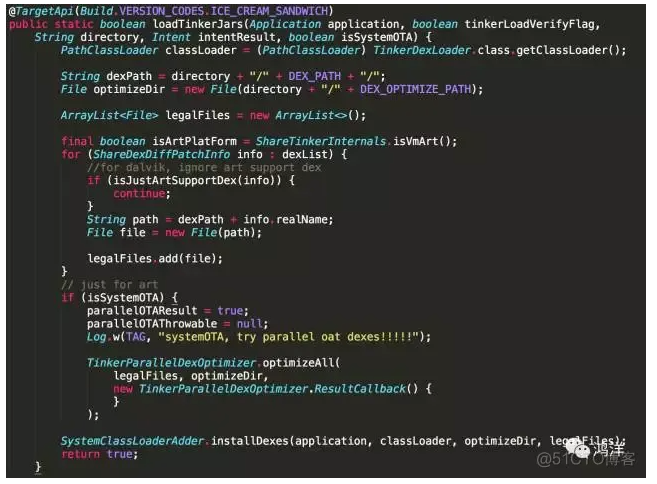 @TargetApi(Build.VERSION_CODES.ICE_CREAM_SANDWICH)
public static boolean loadTinkerJars(Application application, boolean tinkerLoadVerifyFlag,
    String directory, Intent intentResult, boolean isSystemOTA) {
        PathClassLoader classLoader = (PathClassLoader) TinkerDexLoader.class.getClassLoader();

        String dexPath = directory + "/" + DEX_PATH + "/";
        File optimizeDir = new File(directory + "/" + DEX_OPTIMIZE_PATH);

        ArrayList<File> legalFiles = new ArrayList<>();

        final boolean isArtPlatForm = ShareTinkerInternals.isVmArt();
        for (ShareDexDiffPatchInfo info : dexList) {
            //for dalvik, ignore art support dex
            if (isJustArtSupportDex(info)) {
                continue;
            }
            String path = dexPath + info.realName;
            File file = new File(path);

            legalFiles.add(file);
        }
        // just for art
        if (isSystemOTA) {
            parallelOTAResult = true;
            parallelOTAThrowable = null;
            Log.w(TAG, "systemOTA, try parallel oat dexes!!!!!");

            TinkerParallelDexOptimizer.optimizeAll(
                legalFiles, optimizeDir,
                new TinkerParallelDexOptimizer.ResultCallback() {
                }
            );

        SystemClassLoaderAdder.installDexes(application, classLoader, optimizeDir, legalFiles);
        return true;
    }
鸿洋
@51CTO博客